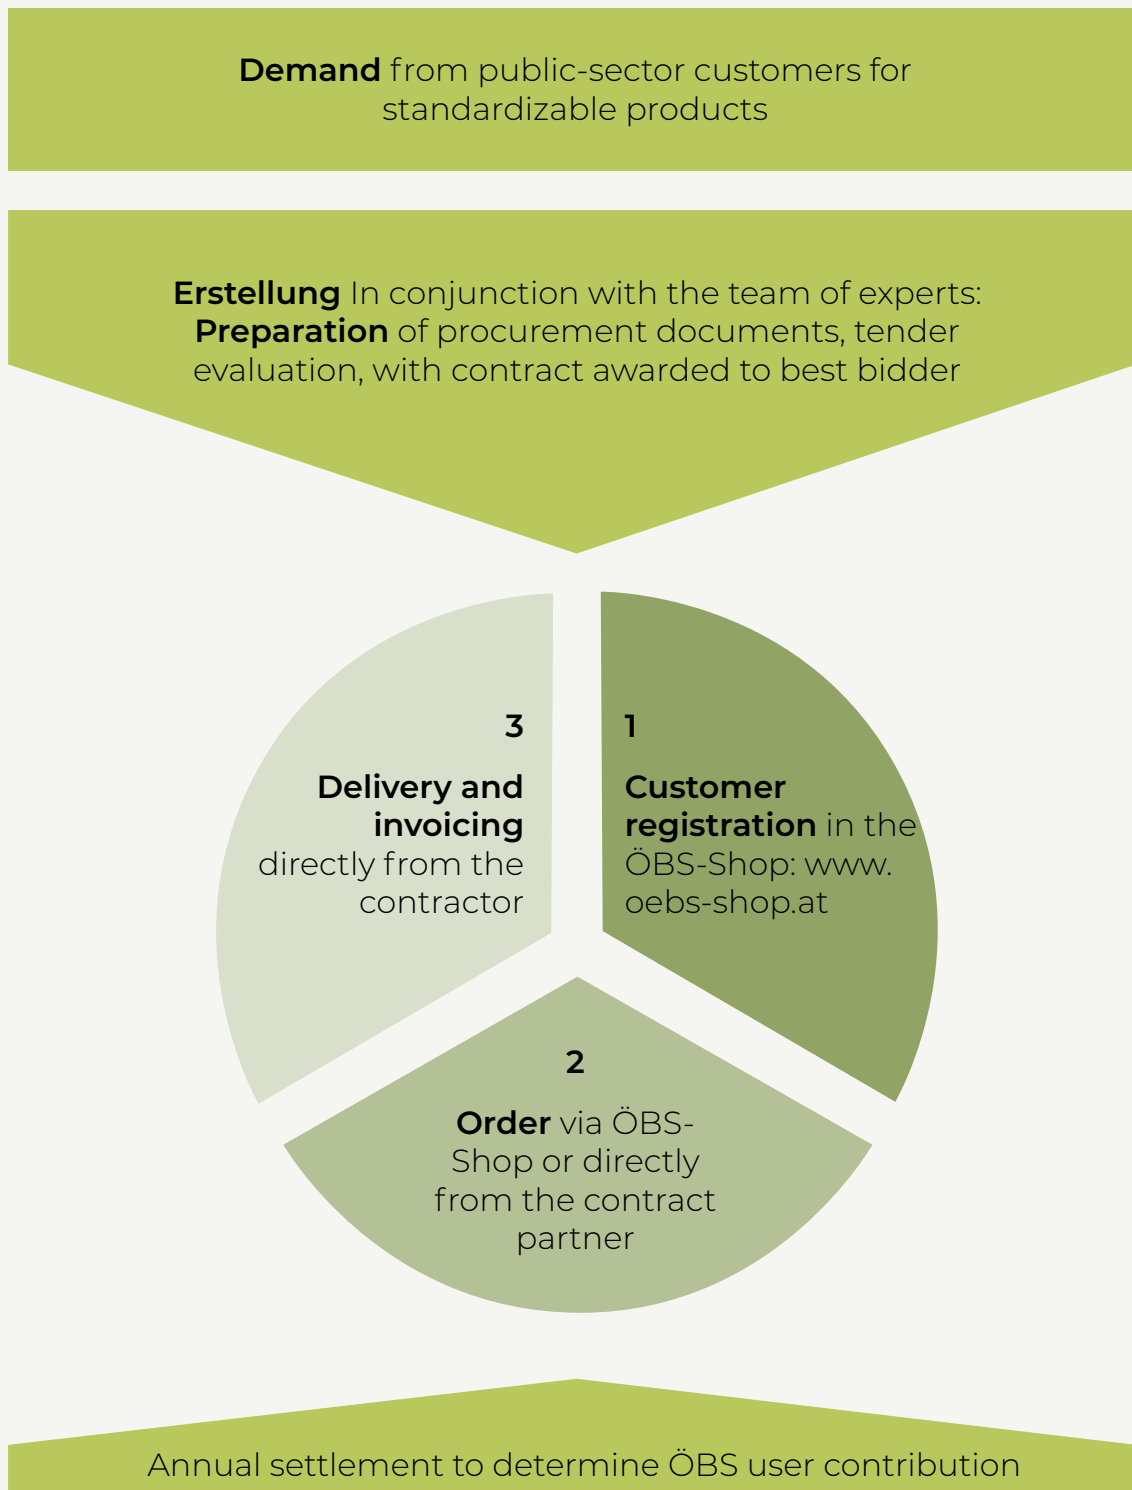 Demand from public-sector customers for
standardizable products
Erstellung In conjunction with the team of experts:
Preparation of procurement documents, tender
evaluation, with contract awarded to best bidder
1
Customer
registration in the
ÖBS-Shop: www.
oebs-shop.at
2
Order via ÖBS-
Shop or directly
from the contract
partner
3
Delivery and
invoicing
directly from the
contractor
Annual settlement to determine ÖBS user contribution